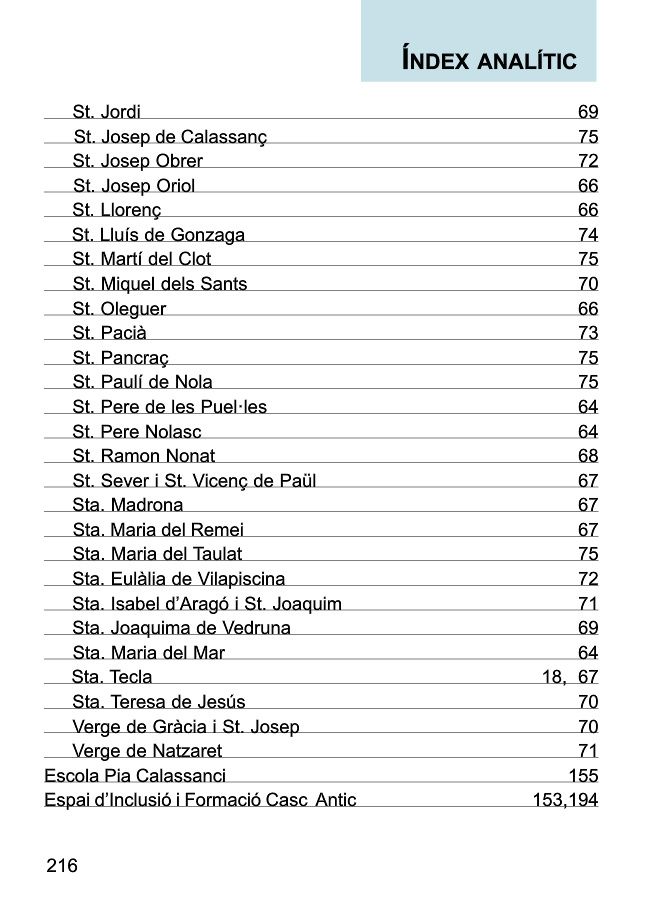 ÍNDEX ANALÍTIC
St. Jordi 69
St. Josep de Calassanç 75
St. Josep Obrer 72
St. Josep Oriol 66
St. Llorenç 66
St. Lluís de Gonzaga 74
St. Martí del Clot 75
St. Miquel dels Sants 70
St. Oleguer 66
St. Pacià 73
St. Pancraç 75
St. Paulí de Nola 75
St. Pere de les Puel·les 64
St. Pere Nolasc 64
St. Ramon Nonat 68
St. Sever i St. Vicenç de Paül 67
Sta. Madrona 67
Sta. Maria del Remei 67
Sta. Maria del Taulat 75
Sta. Eulàlia de Vilapiscina 72
Sta. Isabel d’Aragó i St. Joaquim 71
Sta. Joaquima de Vedruna 69
Sta. Maria del Mar 64
Sta. Tecla 18, 67
Sta. Teresa de Jesús 70
Verge de Gràcia i St. Josep 70
Verge de Natzaret 71
Escola Pia Calassanci 155
Espai d’Inclusió i Formació Casc Antic 153,194
216